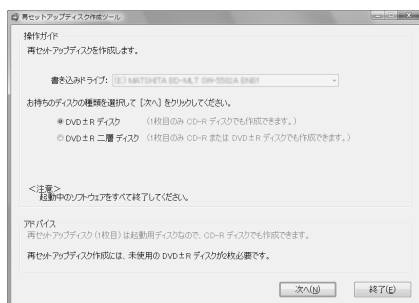 再セットアップディスク作成ツール
操作ガイド
再セットアップディスクを作成します。
書き込みドライブ: (E:) MATSHITA BD-MLT
お持ちのディスクの種類を選択して [次へ] をクリックしてください。
DVD±R ディスク (1枚目のみ CD-R ディスクでも作成できます。)
DVD±R 二層 ディスク (1枚目のみ CD-R または DVD±R ディスクでも作成できます。)
<注意>
起動中のソフトウェアをすべて終了してください。
アドバイス
再セットアップディスク(1枚目)は起動用ディスクなので、CD-R ディスクでも作成できます。
再セットアップディスク作成には、未使用の DVD±R ディスクが2枚必要です。
次へ(N) 終了(E)